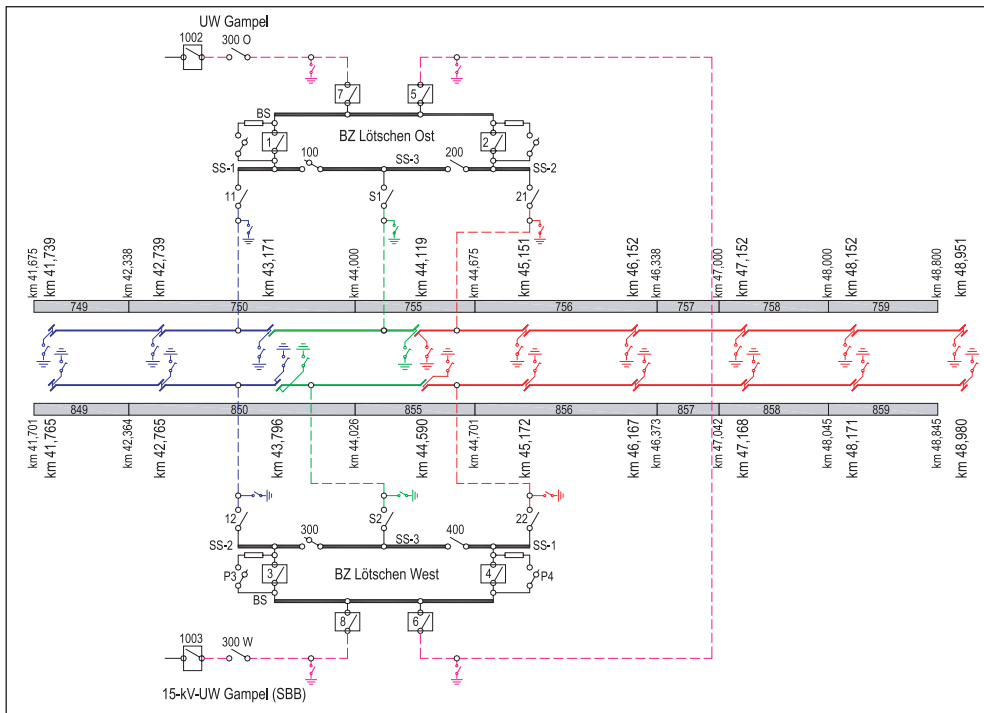 UW Gampel
1002
300 O
7
5
BS
BZ Lötschen Ost
1
2
100
SS-3
200
SS-1
SS-2
11
S1
21
km 41,675
km 41,739
km 42,338
km 42,739
km 43,171
km 44,000
km 44,119
km 44,675
km 45,151
km 46,152
km 46,338
km 47,000
km 47,152
km 48,000
km 48,152
km 48,800
km 48,951
749
750
755
756
757
758
759
849
850
855
856
857
858
859
km 41,701
km 41,765
km 42,364
km 42,765
km 43,796
km 44,026
km 44,590
km 44,701
km 45,172
km 46,167
km 46,373
km 47,042
km 47,168
km 48,045
km 48,171
km 48,845
km 48,980
12
S2
22
300
400
SS-2
SS-3
SS-1
P3
3
BZ Lötschen West
4
P4
BS
8
6
1003
300 W
15-kV-UW Gampel (SBB)